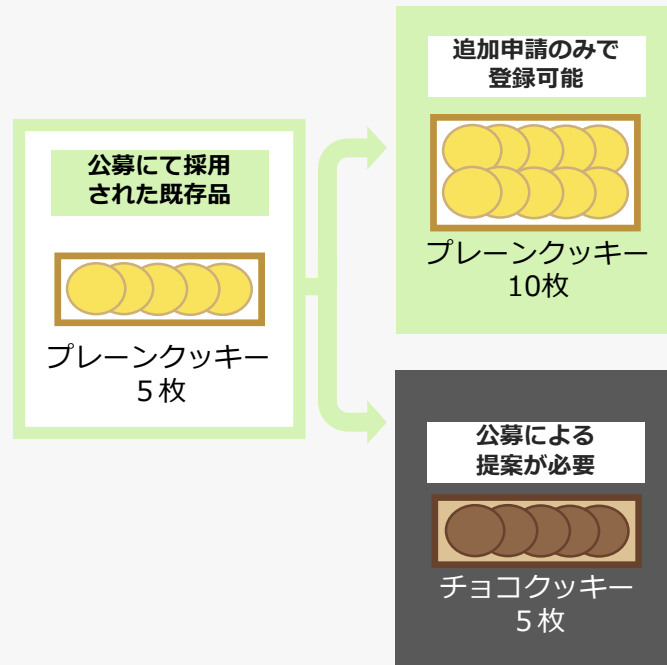 公募にて採用
された既存品
プレーンクッキー
５枚
追加申請のみで
登録可能
プレーンクッキー
10枚
公募による
提案が必要
チョコクッキー
５枚